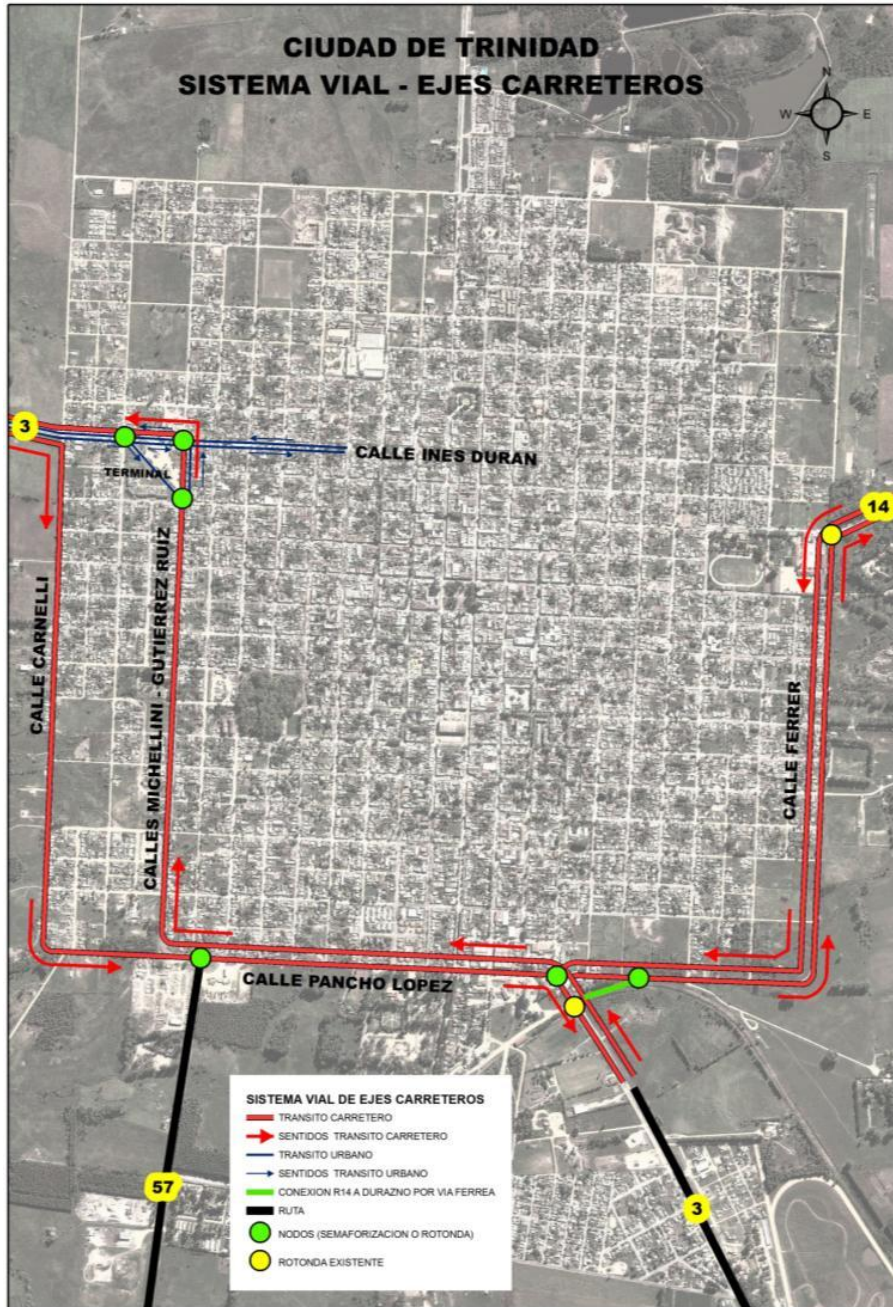 CIUDAD DE TRINIDAD
SISTEMA VIAL - EJES CARRETEROS
N
W
E
S
3
CALLE INES DURAN
TERMINAL
14
CALLE CARNELLI
CALLES MICHELLINI - GUTIERREZ RUIZ
CALLE FERRER
CALLE PANCHO LOPEZ
SISTEMA VIAL DE EJES CARRETEROS
TRANSITO CARRETERO
SENTIDOS TRANSITO CARRETERO
TRANSITO URBANO
SENTIDOS TRANSITO URBANO
CONEXION R14 A DURAZNO POR VIA FERREA
RUTA
NODOS (SEMAFORIZACION O ROTONDA)
ROTONDA EXISTENTE
57
3